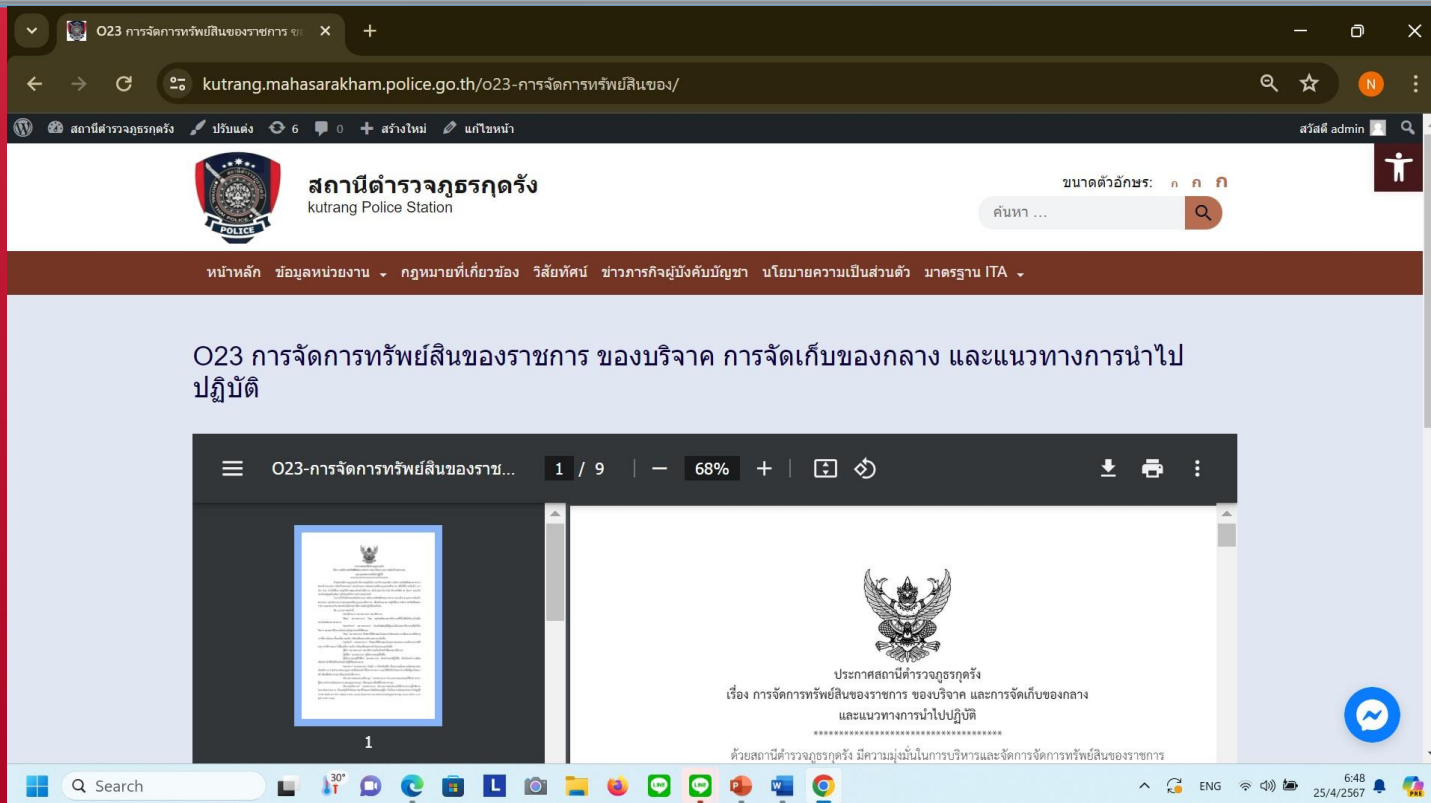 O23 การจัดการทรัพย์สินของราชการ ข
kutrang.mahasarakham.police.go.th/o23-การจัดการทรัพย์สินของ/
N
สถานีตำรวจภูธรกุดรัง ปรับแต่ง 6 0 สร้างใหม่ แก้ไขหน้า สวัสดี admin
POLICE
สถานีตำรวจภูธรกุดรัง
kutrang Police Station
ขนาดตัวอักษร: ก ก ก
ค้นหา …
หน้าหลัก ข้อมูลหน่วยงาน กฎหมายที่เกี่ยวข้อง วิสัยทัศน์ ข่าวภารกิจผู้บังคับบัญชา นโยบายความเป็นส่วนตัว มาตรฐาน ITA
O23 การจัดการทรัพย์สินของราชการ ของบริจาค การจัดเก็บของกลาง และแนวทางการนำไป
ปฏิบัติ
O23-การจัดการทรัพย์สินของราช... 1 / 9 68%
1
ประกาศสถานีตำรวจภูธรกุดรัง
เรื่อง การจัดการทรัพย์สินของราชการ ของบริจาค และการจัดเก็บของกลาง
และแนวทางการนำไปปฏิบัติ
*************************************
ด้วยสถานีตำรวจภูธรกุดรัง มีความมุ่งมั่นในการบริหารและจัดการจัดการทรัพย์สินของราชการ
Search 30° ENG 6:48
25/4/2567